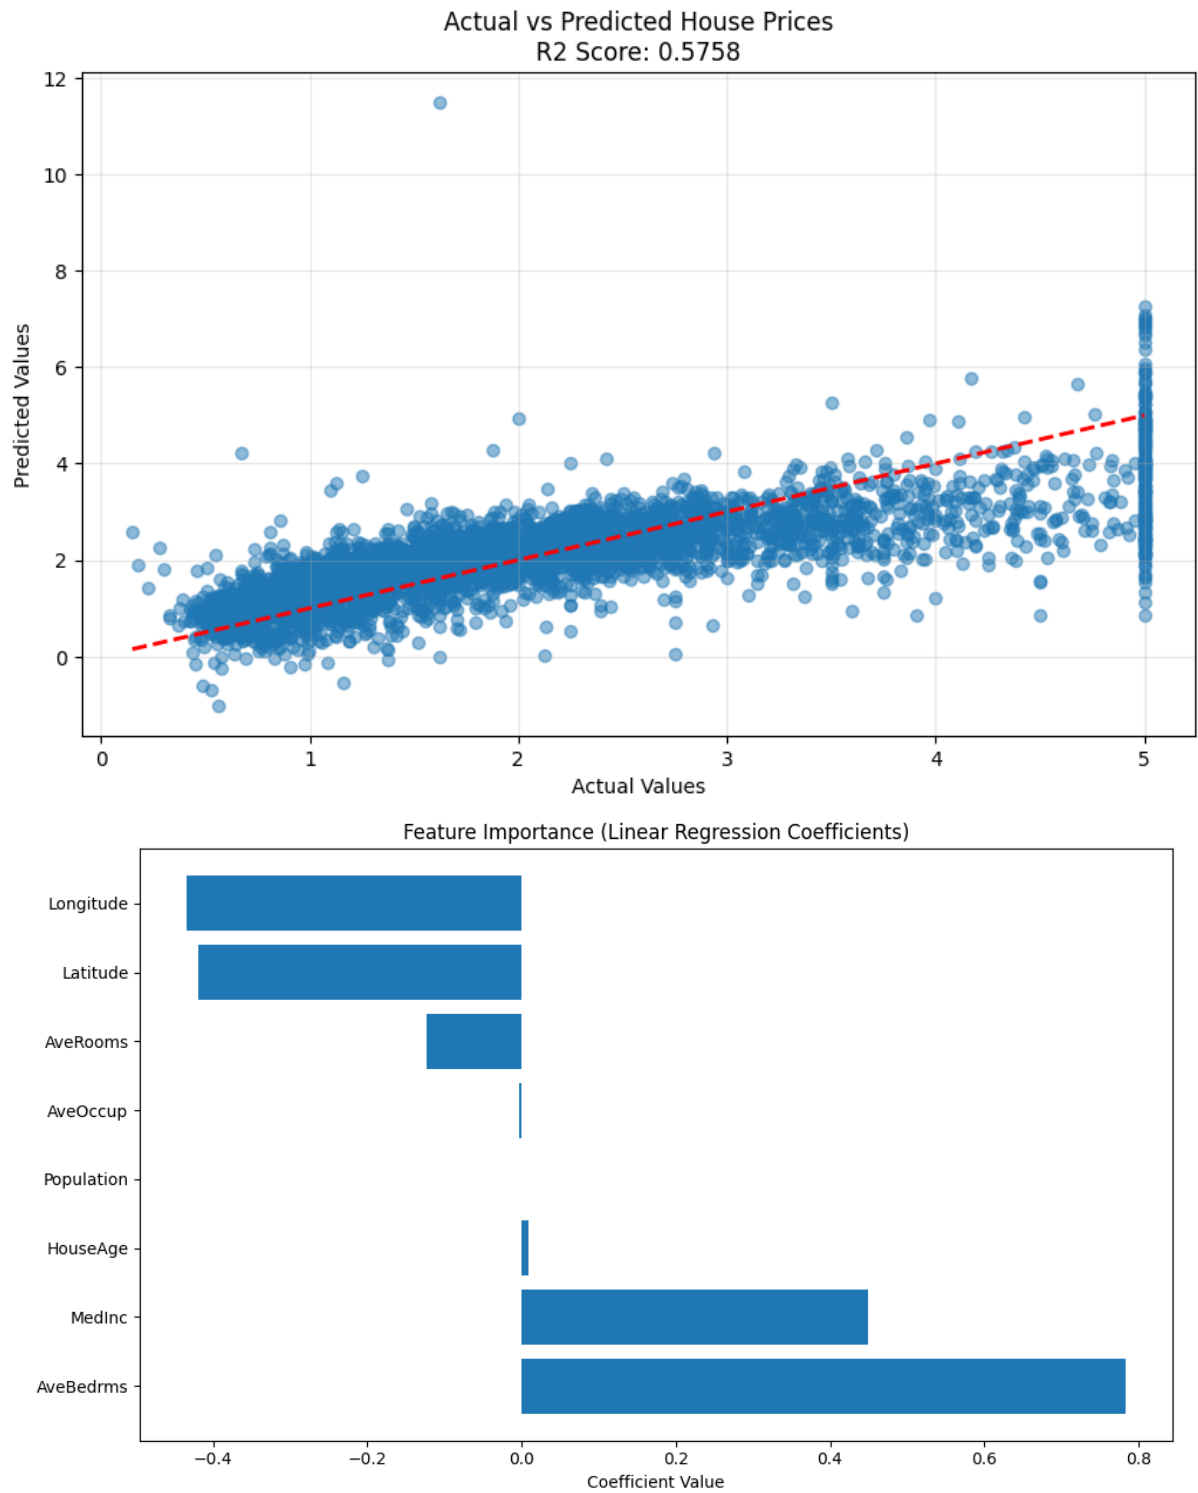 Actual vs Predicted House Prices
R2 Score: 0.5758
12
10
8
6
4
2
0
Predicted Values
0 1 2 3 4 5
Actual Values
Feature Importance (Linear Regression Coefficients)
Longitude
Latitude
AveRooms
AveOccup
Population
HouseAge
MedInc
AveBedrms
−0.4 −0.2 0.0 0.2 0.4 0.6 0.8
Coefficient Value